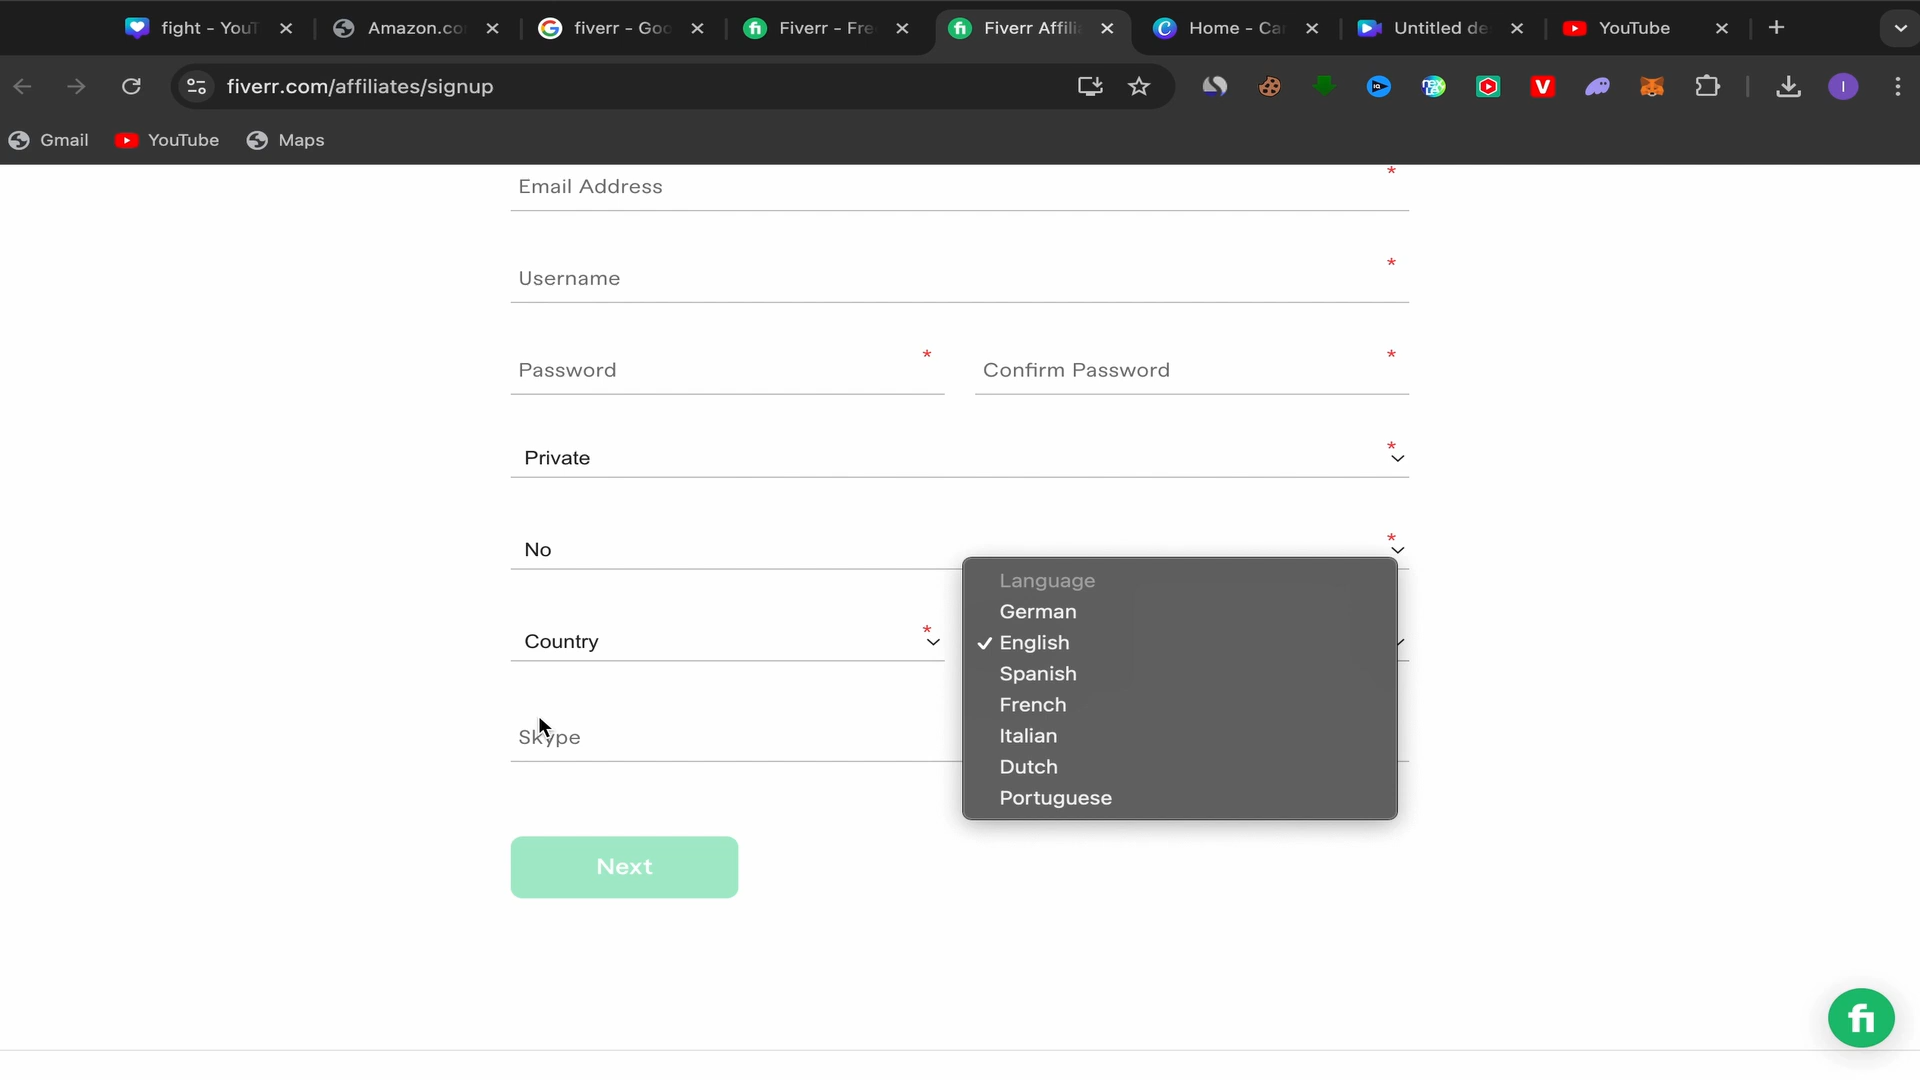 fight - YouT
Amazon.co
fiverr - Goo
Fiverr - Fre
Fiverr Affili
Home - Ca
Untitled de
YouTube
fiverr.com/affiliates/signup
Gmail
YouTube
Maps
Email Address *
Username *
Password *
Confirm Password *
Private *
No *
Language
German
English
Spanish
French
Italian
Dutch
Portuguese
Country *
Skype
Next
fi